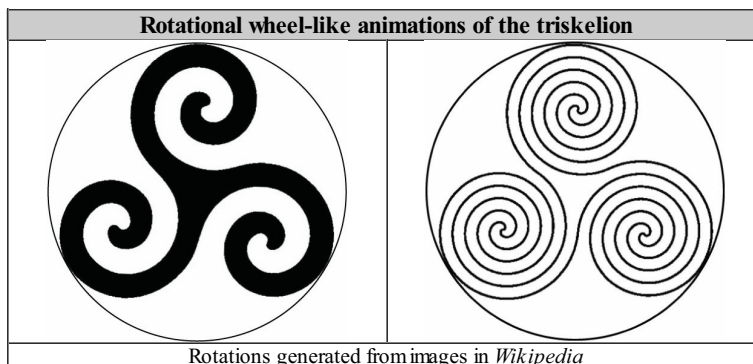 Rotational wheel-like animations of the triskelion
Rotations generated from images in Wikipedia